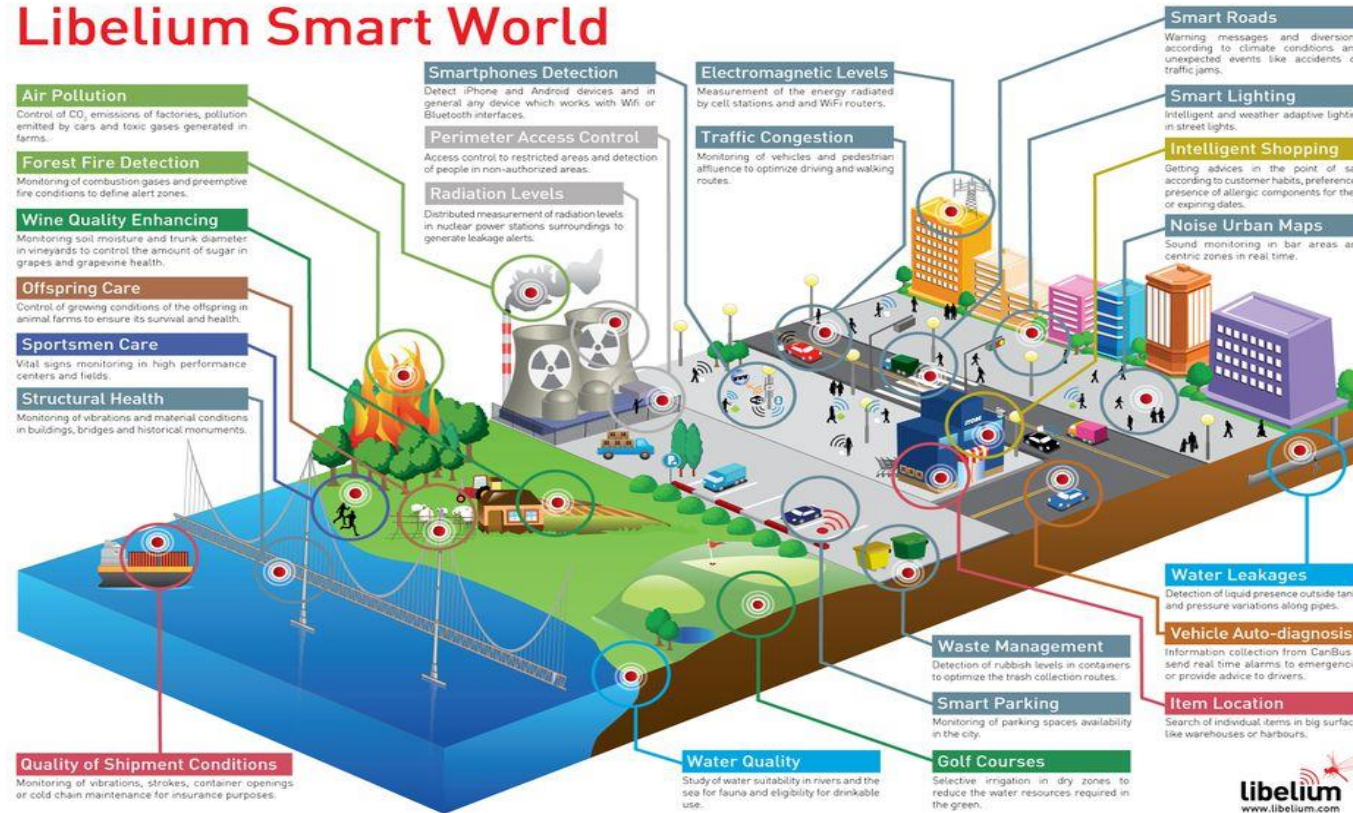 Libelium Smart World
Air Pollution
Control of CO₂ emissions of factories, pollution
emitted by cars and toxic gases generated in
farms.
Forest Fire Detection
Monitoring of combustion gases and preemptive
fire conditions to define alert zones.
Wine Quality Enhancing
Monitoring soil moisture and trunk diameter
in vineyards to control the amount of sugar in
grapes and grapevine health.
Offspring Care
Control of growing conditions of the offspring in
animal farms to ensure its survival and health.
Sportsmen Care
Vital signs monitoring in high performance
centers and fields.
Structural Health
Monitoring of vibrations and material conditions
in buildings, bridges and historical monuments.
Quality of Shipment Conditions
Monitoring of vibrations, strokes, container openings
or cold chain maintenance for insurance purposes.
Smartphones Detection
Detect iPhone and Android devices and in
general any device which works with Wifi or
Bluetooth interfaces.
Perimeter Access Control
Access control to restricted areas and detection
of people in non-authorized areas.
Radiation Levels
Distributed measurement of radiation levels
in nuclear power stations surroundings to
generate leakage alerts.
Electromagnetic Levels
Measurement of the energy radiated
by cell stations and and WiFi routers.
Traffic Congestion
Monitoring of vehicles and pedestrian
affluence to optimize driving and walking
routes.
Smart Roads
Warning messages and diversion
according to climate conditions an
unexpected events like accidents o
traffic jams.
Smart Lighting
Intelligent and weather adaptive lightin
in street lights.
Intelligent Shopping
Getting advices in the point of sa
according to customer habits, preference
presence of allergic components for the
or expiring dates.
Noise Urban Maps
Sound monitoring in bar areas an
centric zones in real time.
STORE
P
Water Leakages
Detection of liquid presence outside tan
and pressure variations along pipes.
Vehicle Auto-diagnosis
Information collection from CanBus
send real time alarms to emergenci
or provide advice to drivers.
Item Location
Search of individual items in big surfac
like warehouses or harbours.
Waste Management
Detection of rubbish levels in containers
to optimize the trash collection routes.
Smart Parking
Monitoring of parking spaces availability
in the city.
Golf Courses
Selective irrigation in dry zones to
reduce the water resources required in
the green.
Water Quality
Study of water suitability in rivers and the
sea for fauna and eligibility for drinkable
use.
libelium
www.libelium.com